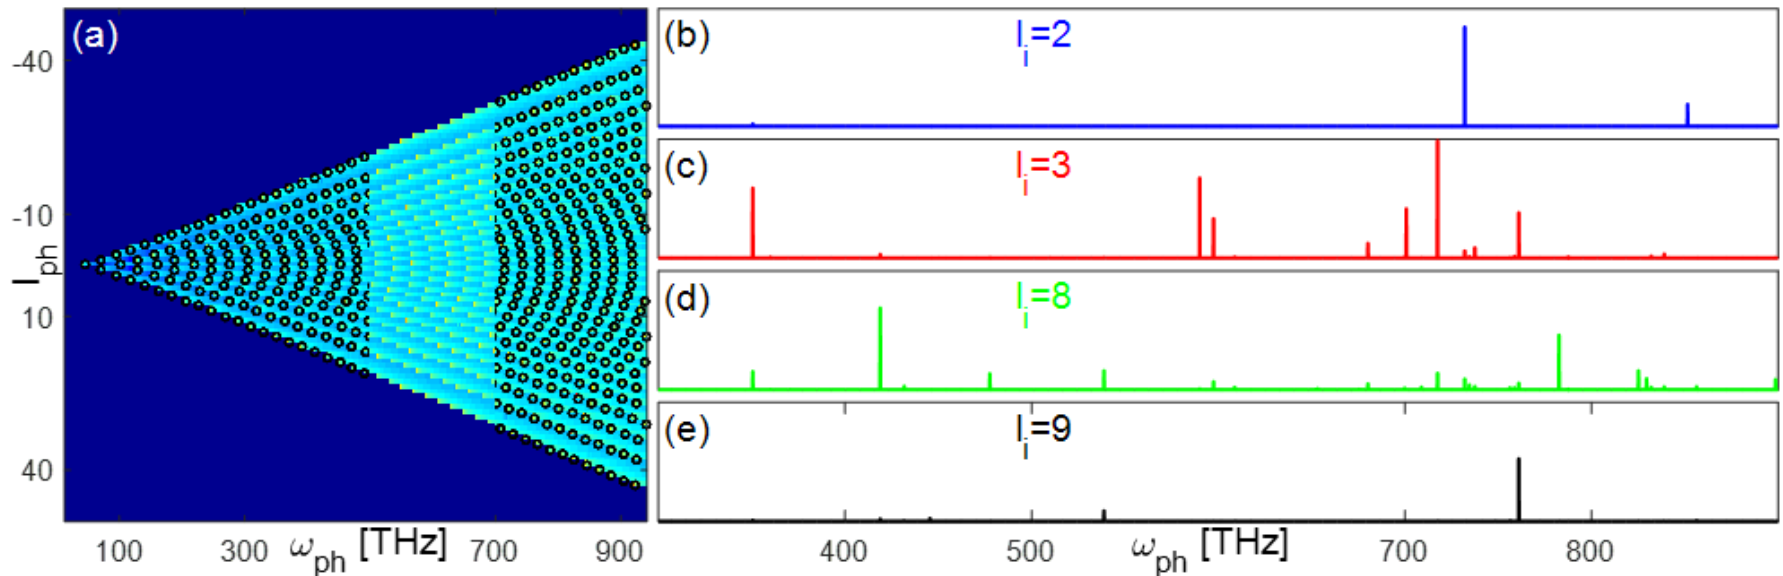 (a)
-40
-10
l_ph
10
40
100 300 ω_ph [THz] 700 900
(b) l_i=2
(c) l_i=3
(d) l_i=8
(e) l_i=9
400 500 ω_ph [THz] 700 800